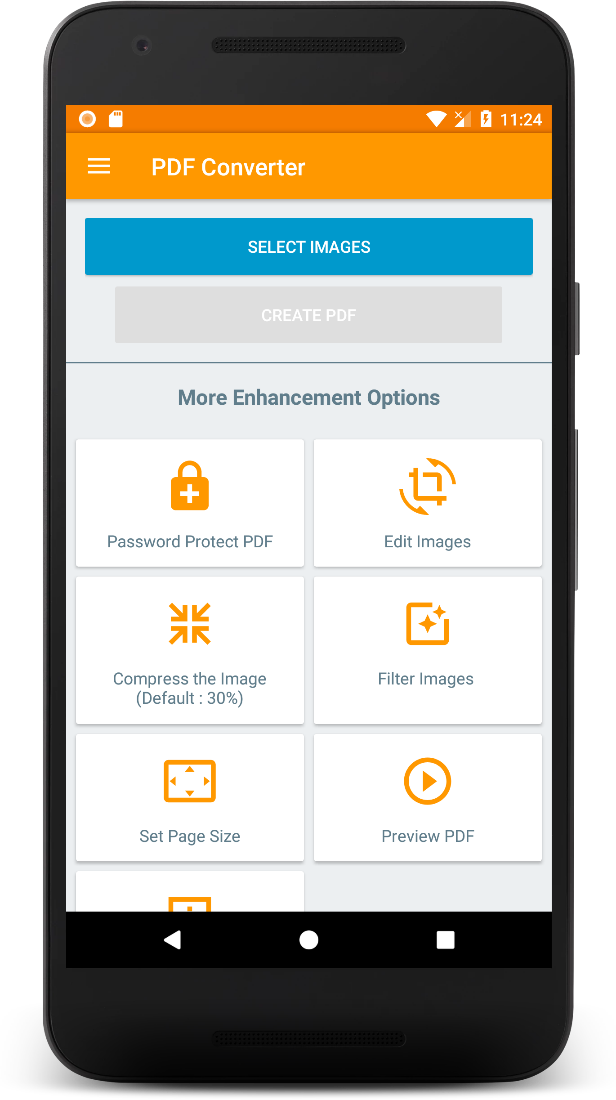 11:24
PDF Converter
SELECT IMAGES
CREATE PDF
More Enhancement Options
Password Protect PDF
Edit Images
Compress the Image
(Default : 30%)
Filter Images
Set Page Size
Preview PDF